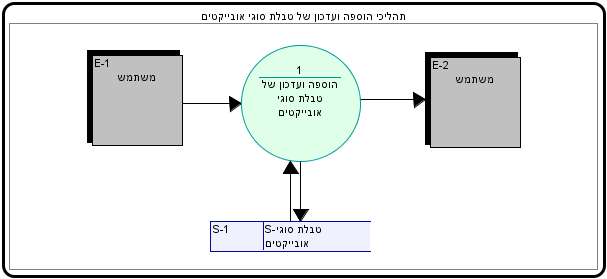 תהליכי הוספה ועדכון של טבלת סוגי אובייקטים
E-1
משתמש
1
הוספה ועדכון של
טבלת סוגי
אובייקטים
E-2
משתמש
S-1
S-טבלת סוגי
אובייקטים